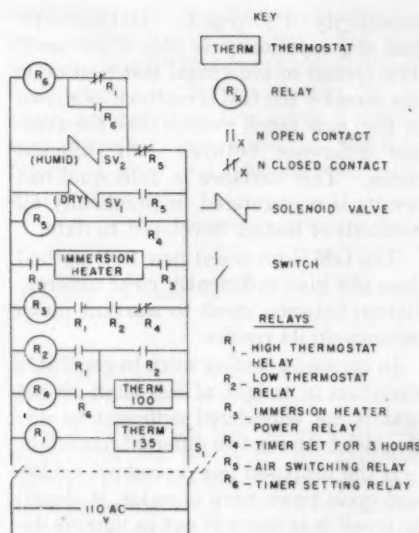 R6
R1
R1
(HUMID)
SV2
R5
(DRY)
SV1
R5
R5
R4
IMMERSION HEATER
R3
R3
R3
R1
R2
R4
R2
R1
R4
R6
THERM 100
R1
THERM 135
S1
110 AC
V
KEY
THERM
THERMOSTAT
RELAY
N OPEN CONTACT
N CLOSED CONTACT
X
SOLENOID VALVE
SWITCH
RELAYS
R1 - HIGH THERMOSTAT RELAY
R2 - LOW THERMOSTAT RELAY
R3 - IMMERSION HEATER POWER RELAY
R4 - TIMER SET FOR 3 HOURS
R5 - AIR SWITCHING RELAY
R6 - TIMER SETTING RELAY